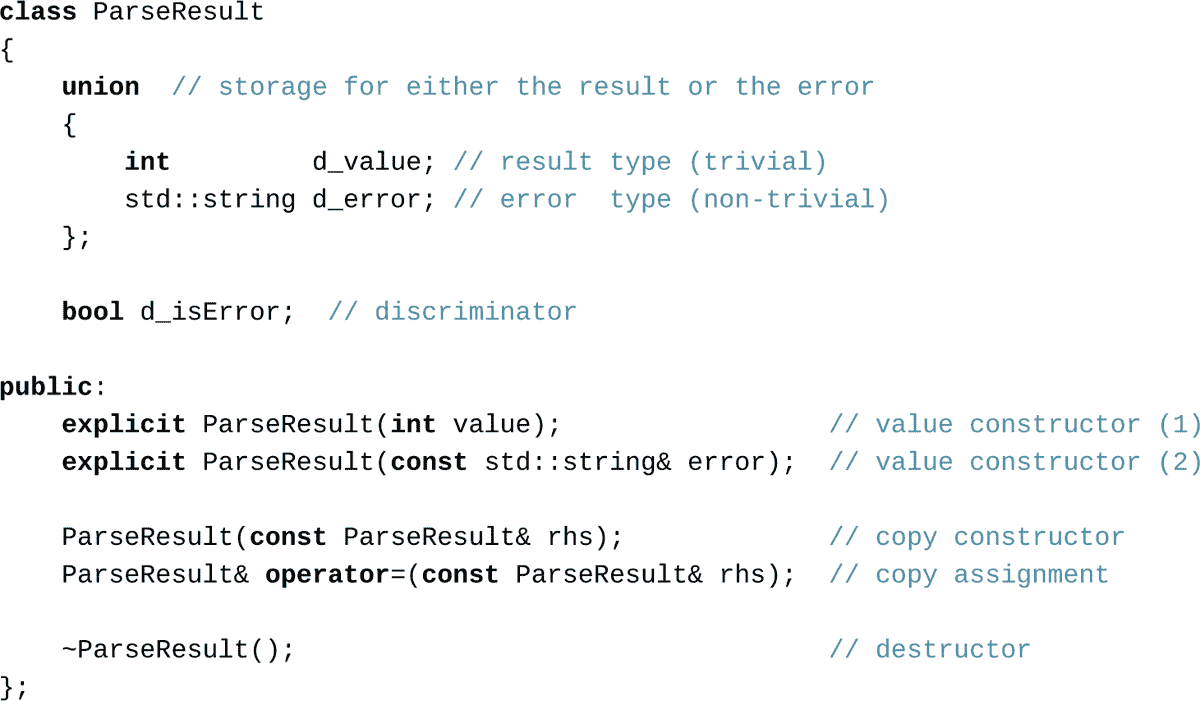 class ParseResult
{
    union  // storage for either the result or the error
    {
        int         d_value; // result type (trivial)
        std::string d_error; // error  type (non-trivial)
    };

    bool d_isError;  // discriminator

public:
    explicit ParseResult(int value);                 // value constructor (1)
    explicit ParseResult(const std::string& error);  // value constructor (2)

    ParseResult(const ParseResult& rhs);             // copy constructor
    ParseResult& operator=(const ParseResult& rhs);  // copy assignment

    ~ParseResult();                                  // destructor
};